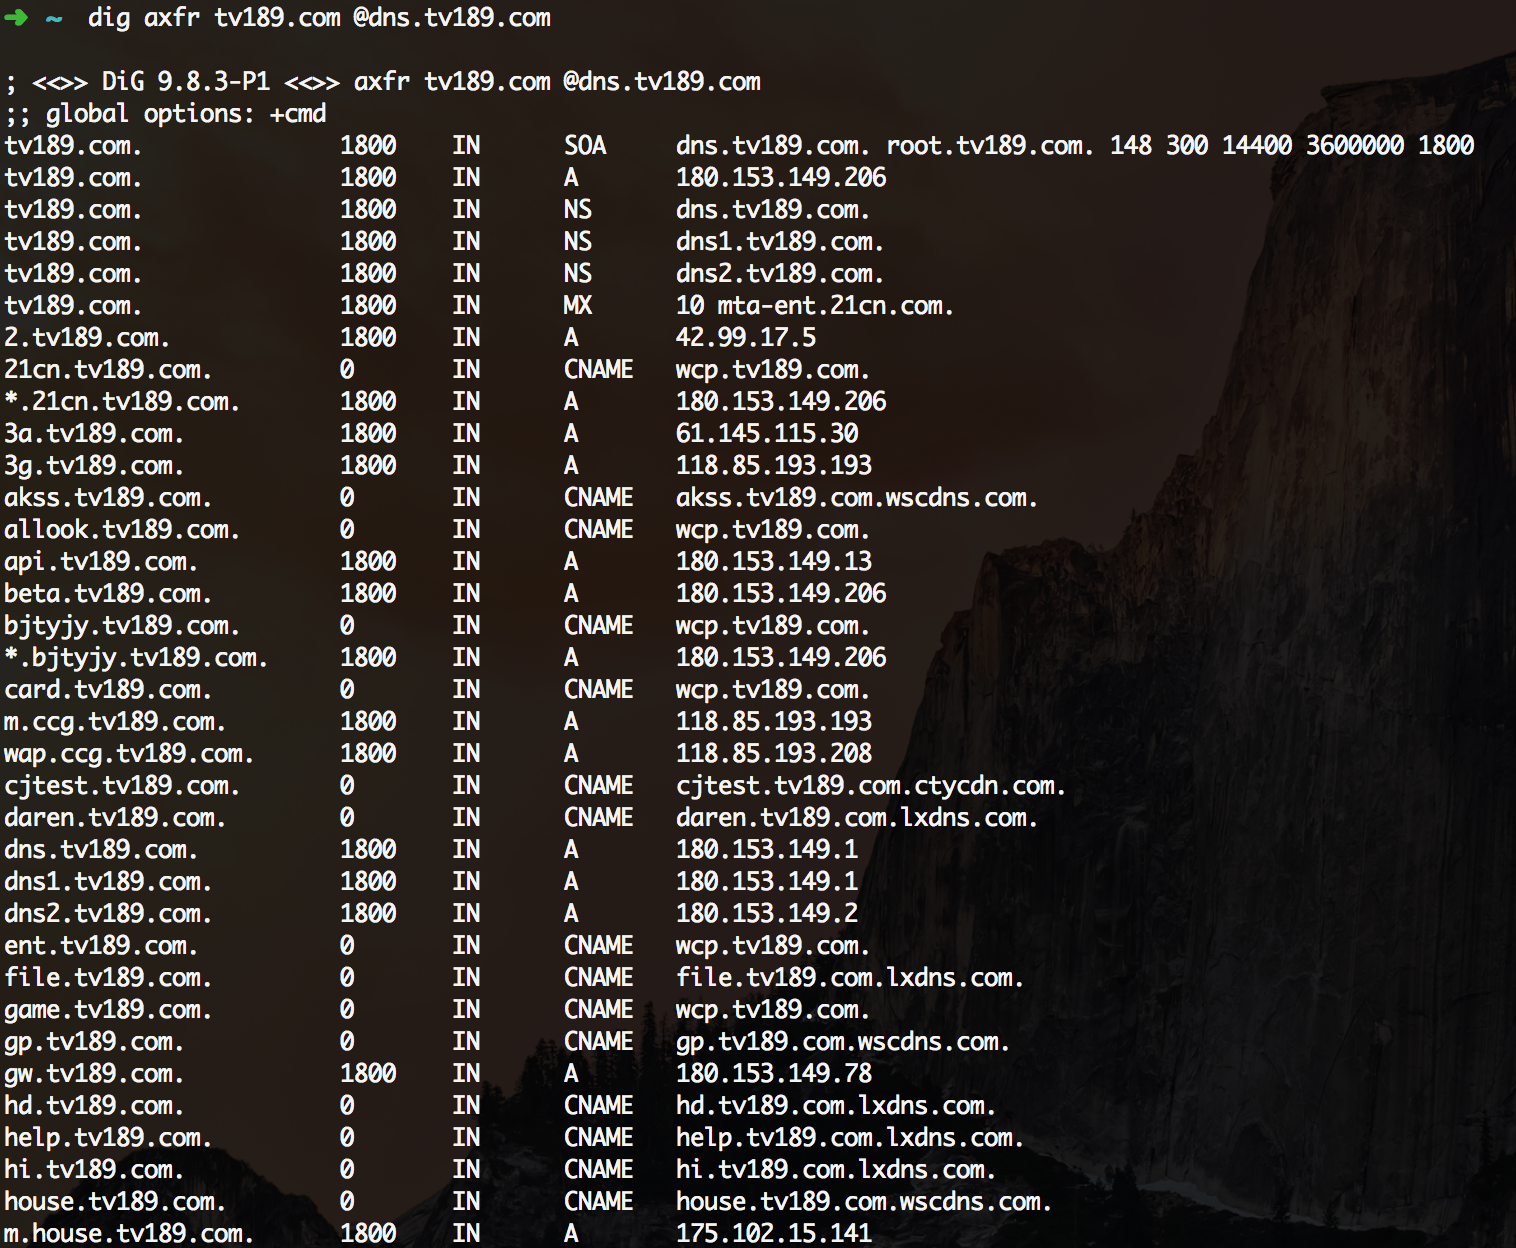 ➜ ~ dig axfr tv189.com @dns.tv189.com
; <<>> DiG 9.8.3-P1 <<>> axfr tv189.com @dns.tv189.com
;; global options: +cmd
tv189.com. 1800 IN SOA dns.tv189.com. root.tv189.com. 148 300 14400 3600000 1800
tv189.com. 1800 IN A 180.153.149.206
tv189.com. 1800 IN NS dns.tv189.com.
tv189.com. 1800 IN NS dns1.tv189.com.
tv189.com. 1800 IN NS dns2.tv189.com.
tv189.com. 1800 IN MX 10 mta-ent.21cn.com.
2.tv189.com. 1800 IN A 42.99.17.5
21cn.tv189.com. 0 IN CNAME wcp.tv189.com.
*.21cn.tv189.com. 1800 IN A 180.153.149.206
3a.tv189.com. 1800 IN A 61.145.115.30
3g.tv189.com. 1800 IN A 118.85.193.193
akss.tv189.com. 0 IN CNAME akss.tv189.com.wscdns.com.
allook.tv189.com. 0 IN CNAME wcp.tv189.com.
api.tv189.com. 1800 IN A 180.153.149.13
beta.tv189.com. 1800 IN A 180.153.149.206
bjtyjy.tv189.com. 0 IN CNAME wcp.tv189.com.
*.bjtyjy.tv189.com. 1800 IN A 180.153.149.206
card.tv189.com. 0 IN CNAME wcp.tv189.com.
m.ccg.tv189.com. 1800 IN A 118.85.193.193
wap.ccg.tv189.com. 1800 IN A 118.85.193.208
cjtest.tv189.com. 0 IN CNAME cjtest.tv189.com.ctycdn.com.
daren.tv189.com. 0 IN CNAME daren.tv189.com.lxdns.com.
dns.tv189.com. 1800 IN A 180.153.149.1
dns1.tv189.com. 1800 IN A 180.153.149.1
dns2.tv189.com. 1800 IN A 180.153.149.2
ent.tv189.com. 0 IN CNAME wcp.tv189.com.
file.tv189.com. 0 IN CNAME file.tv189.com.lxdns.com.
game.tv189.com. 0 IN CNAME wcp.tv189.com.
gp.tv189.com. 0 IN CNAME gp.tv189.com.wscdns.com.
gw.tv189.com. 1800 IN A 180.153.149.78
hd.tv189.com. 0 IN CNAME hd.tv189.com.lxdns.com.
help.tv189.com. 0 IN CNAME help.tv189.com.lxdns.com.
hi.tv189.com. 0 IN CNAME hi.tv189.com.lxdns.com.
house.tv189.com. 0 IN CNAME house.tv189.com.wscdns.com.
m.house.tv189.com. 1800 IN A 175.102.15.141